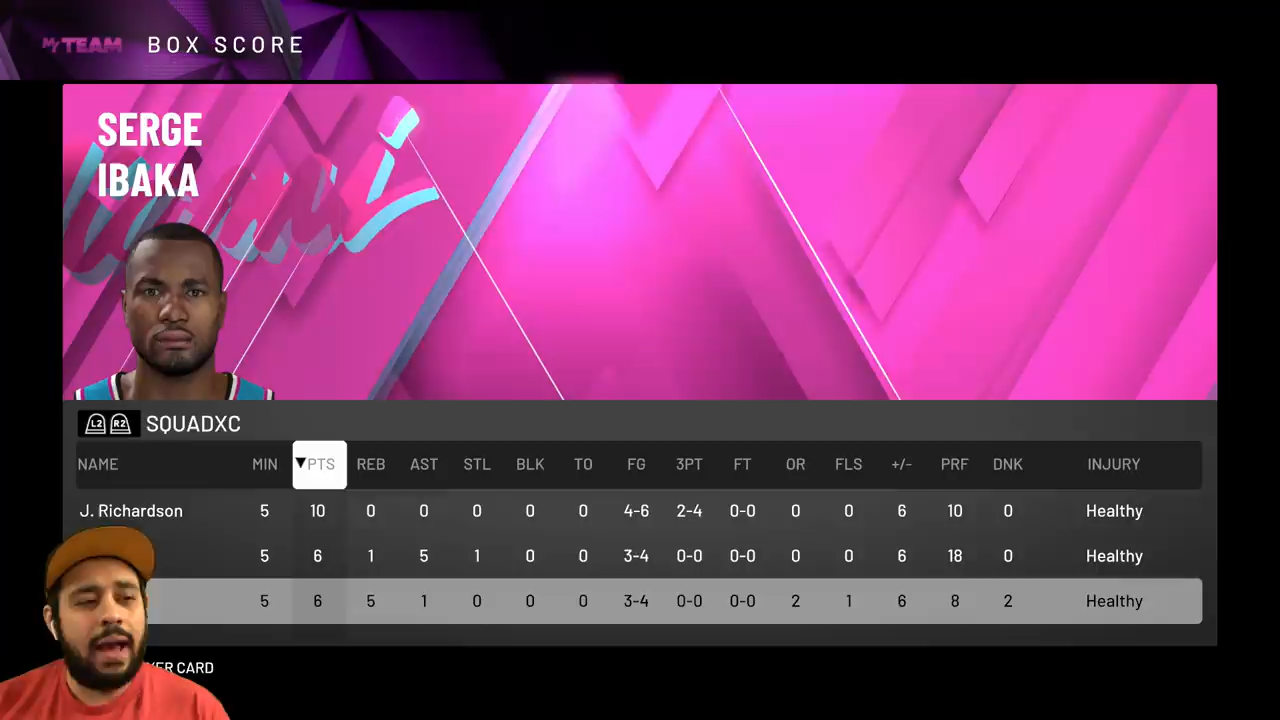 MYTEAM BOX SCORE
SERGE
IBAKA
L2 R2 SQUADXC
NAME MIN ▼PTS REB AST STL BLK TO FG 3PT FT OR FLS +/- PRF DNK INJURY
J. Richardson 5 10 0 0 0 0 0 4-6 2-4 0-0 0 0 6 10 0 Healthy
5 6 1 5 1 0 0 3-4 0-0 0-0 0 0 6 18 0 Healthy
5 6 5 1 0 0 0 3-4 0-0 0-0 2 1 6 8 2 Healthy
CARD